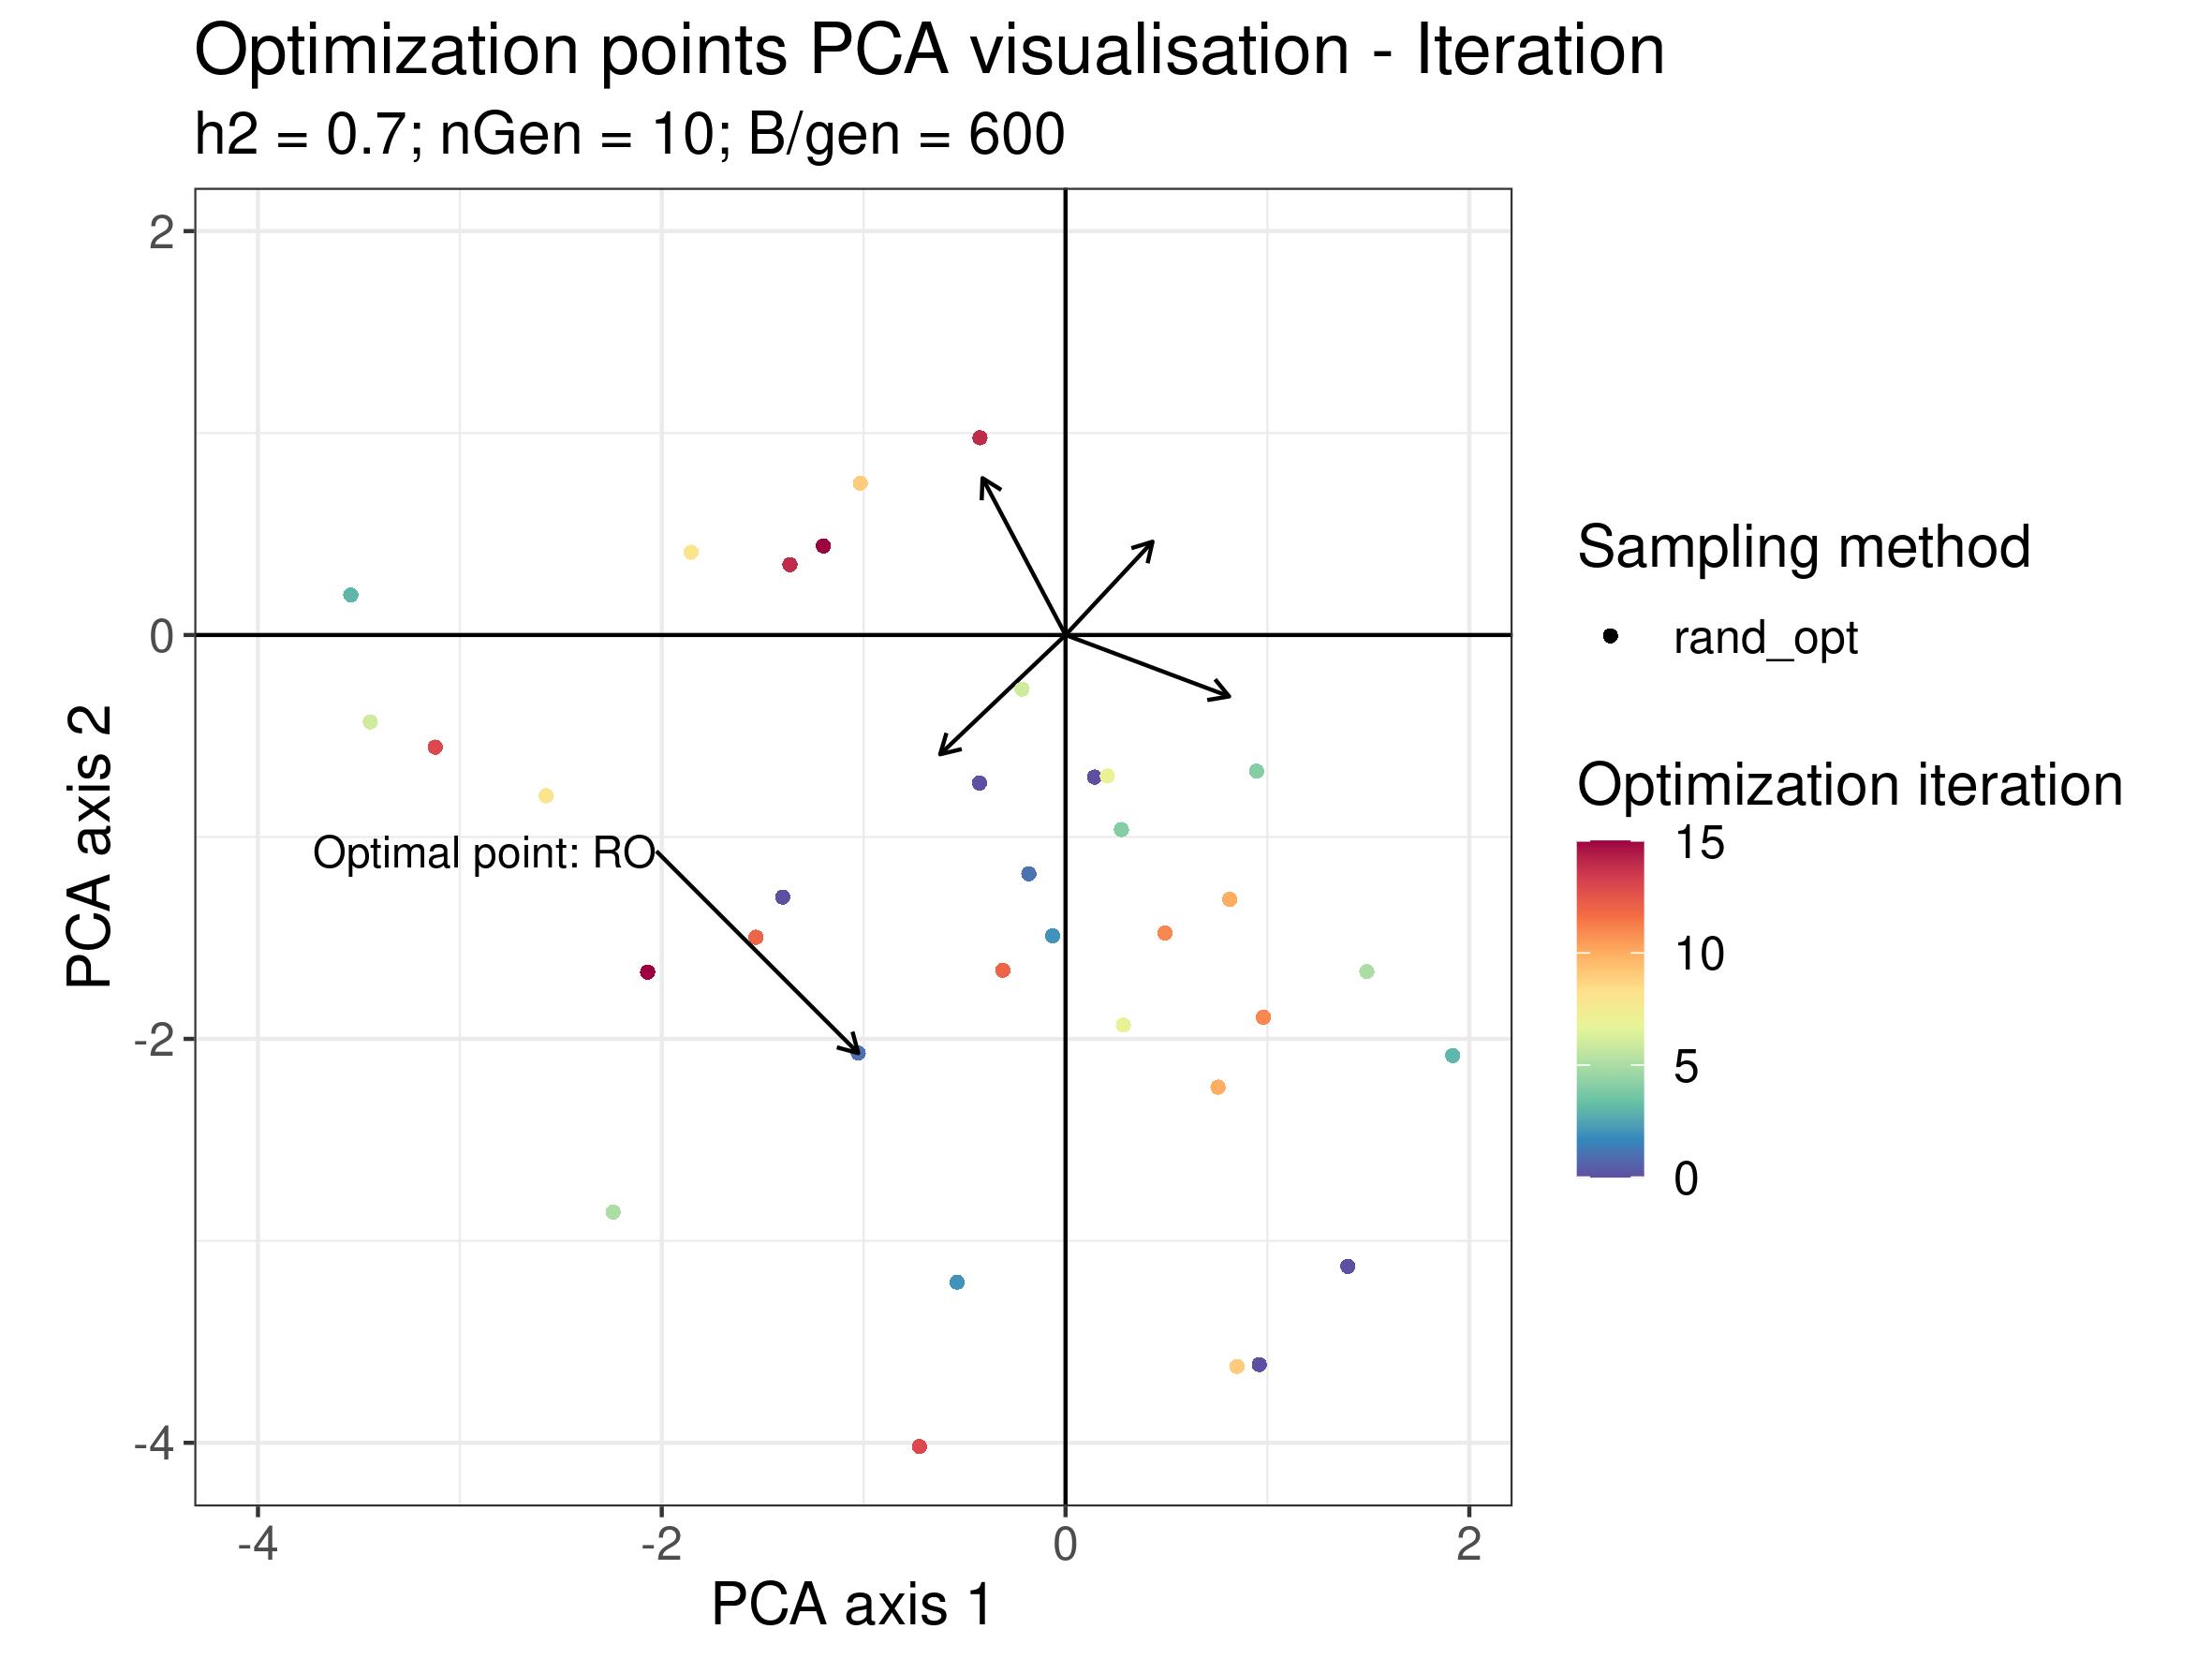 Optimization points PCA visualisation - Iteration
h2 = 0.7; nGen = 10; B/gen = 600
2
0
-2
-4
PCA axis 2
Optimal point: RO
-4
-2
0
2
PCA axis 1
Sampling method
rand_opt
Optimization iteration
15
10
5
0